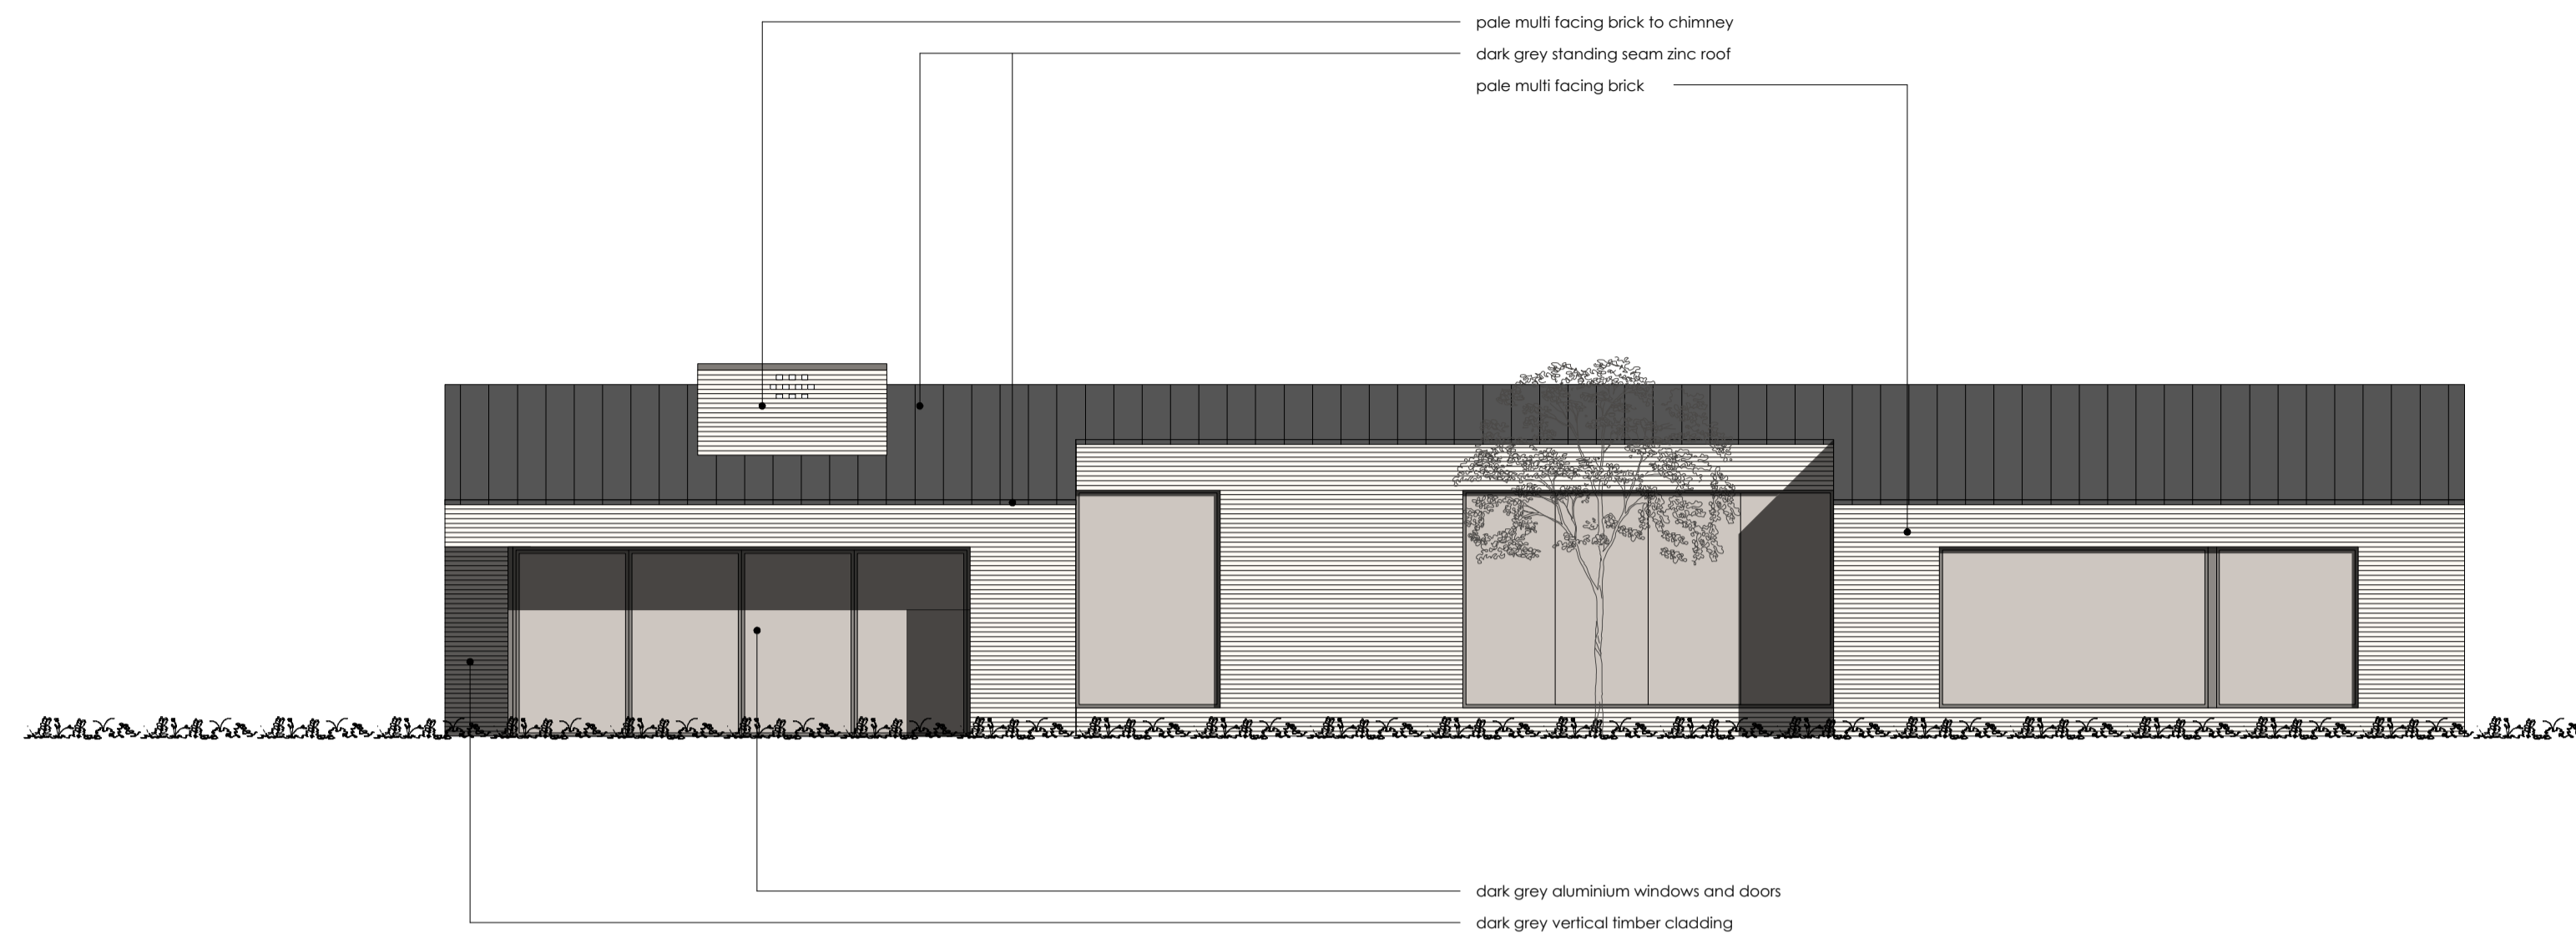 pale multi facing brick to chimney
dark grey standing seam zinc roof
pale multi facing brick
dark grey aluminium windows and doors
dark grey vertical timber cladding